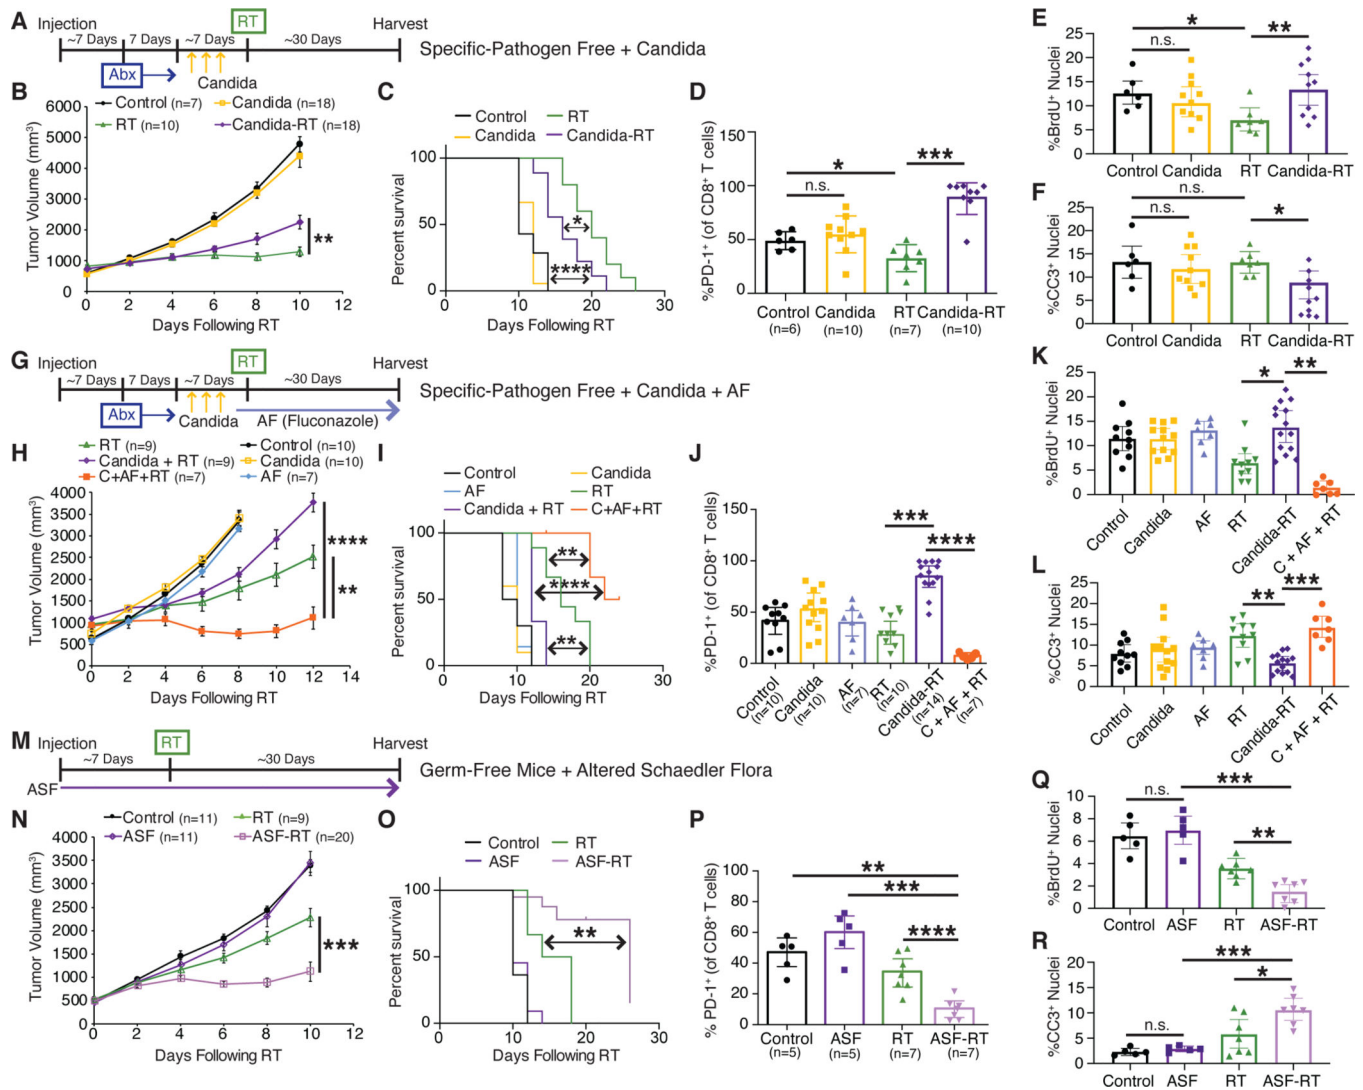 A
Injection
RT
Harvest
~7 Days
7 Days
~7 Days
~30 Days
Abx
Candida
Specific-Pathogen Free + Candida
B
Control (n=7)
Candida (n=18)
RT (n=10)
Candida-RT (n=18)
Tumor Volume (mm³)
6000
5000
4000
3000
2000
1000
0
**
0 2 4 6 8 10 12
Days Following RT
C
Control
RT
Candida
Candida-RT
Percent survival
100
50
0
*
****
0 10 20 30
Days Following RT
D
%PD-1⁺ (of CD8⁺ T cells)
150
100
50
0
*
***
n.s.
Control Candida RT Candida-RT
(n=6) (n=10) (n=7) (n=10)
E
%BrdU⁺ Nuclei
25
20
15
10
5
0
*
**
n.s.
Control Candida RT Candida-RT
F
%CC3⁺ Nuclei
25
20
15
10
5
0
n.s.
n.s.
*
Control Candida RT Candida-RT
G
Injection
RT
Harvest
~7 Days
7 Days
~7 Days
~30 Days
Abx
Candida
AF (Fluconazole)
Specific-Pathogen Free + Candida + AF
H
RT (n=9)
Control (n=10)
Candida + RT (n=9)
Candida (n=10)
C+AF+RT (n=7)
AF (n=7)
Tumor Volume (mm³)
4000
3500
3000
2500
2000
1500
1000
500
0
****
**
0 2 4 6 8 10 12 14
Days Following RT
I
Control
Candida
AF
RT
Candida + RT
C+AF+RT
Percent survival
100
50
0
**
****
**
0 10 20 30
Days Following RT
J
%PD-1⁺ (of CD8⁺ T cells)
150
100
50
0
***
****
Control (n=10)
Candida (n=10)
AF (n=7)
RT (n=10)
Candida-RT (n=14)
C + AF + RT (n=7)
K
%BrdU⁺ Nuclei
25
20
15
10
5
0
*
**
Control
Candida
AF
RT
Candida-RT
C + AF + RT
L
%CC3⁺ Nuclei
25
20
15
10
5
0
**
***
Control
Candida
AF
RT
Candida-RT
C + AF + RT
M
Injection
RT
Harvest
~7 Days
~30 Days
ASF
Germ-Free Mice + Altered Schaedler Flora
N
Control (n=11)
RT (n=9)
ASF (n=11)
ASF-RT (n=20)
Tumor Volume (mm³)
4000
3500
3000
2500
2000
1500
1000
500
0
***
0 2 4 6 8 10 12
Days Following RT
O
Control
RT
ASF
ASF-RT
Percent survival
100
50
0
**
0 10 20 30
Days Following RT
P
% PD-1⁺ (of CD8⁺ T cells)
100
80
60
40
20
0
**
***
****
Control ASF RT ASF-RT
(n=5) (n=5) (n=7) (n=7)
Q
%BrdU⁺ Nuclei
10
8
6
4
2
0
***
n.s.
**
Control ASF RT ASF-RT
R
%CC3⁺ Nuclei
20
15
10
5
0
***
*
n.s.
Control ASF RT ASF-RT